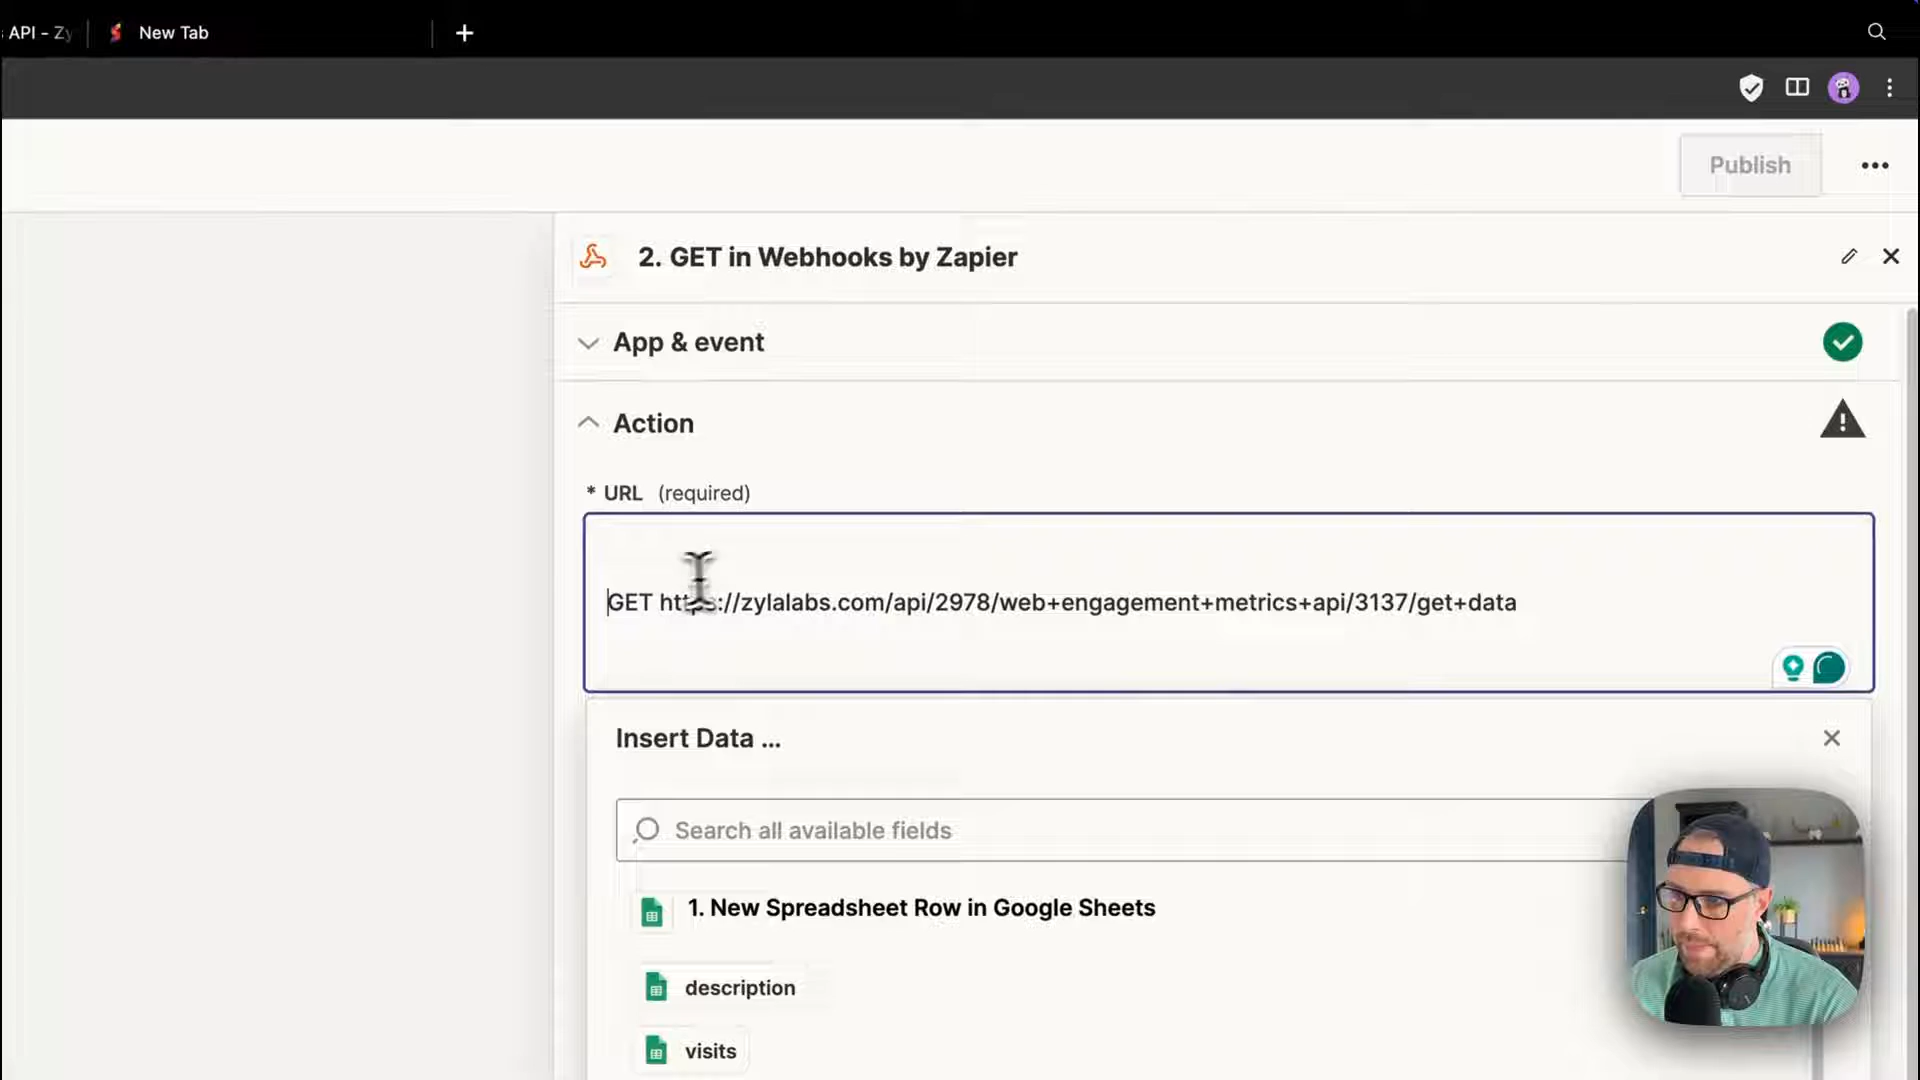 API - Zy
New Tab
Publish
2. GET in Webhooks by Zapier
App & event
Action
* URL (required)
GET https://zylalabs.com/api/2978/web+engagement+metrics+api/3137/get+data
Insert Data ...
Search all available fields
1. New Spreadsheet Row in Google Sheets
description
visits